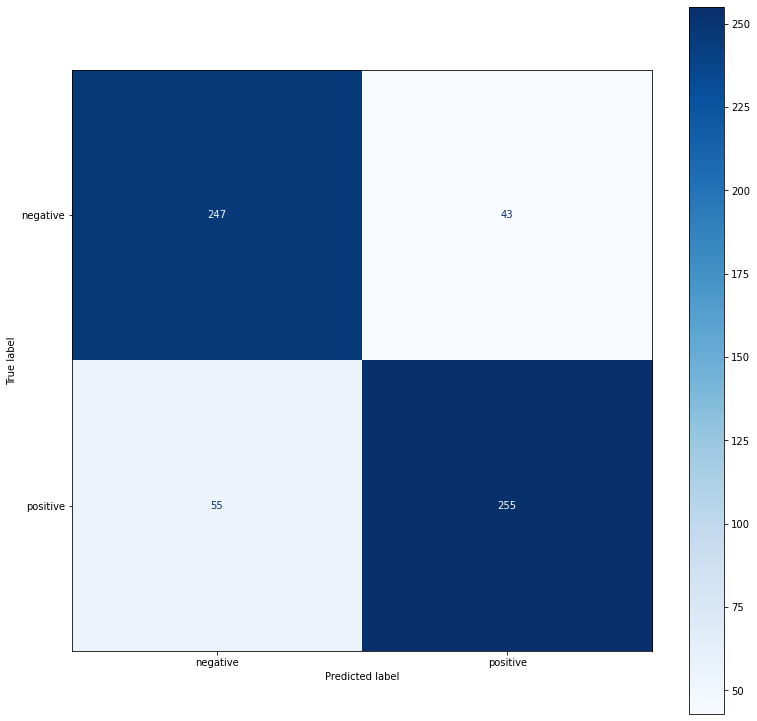 250
225
200
negative 247 43
175
True label
150
125
positive 55 255
100
75
negative positive
Predicted label
50